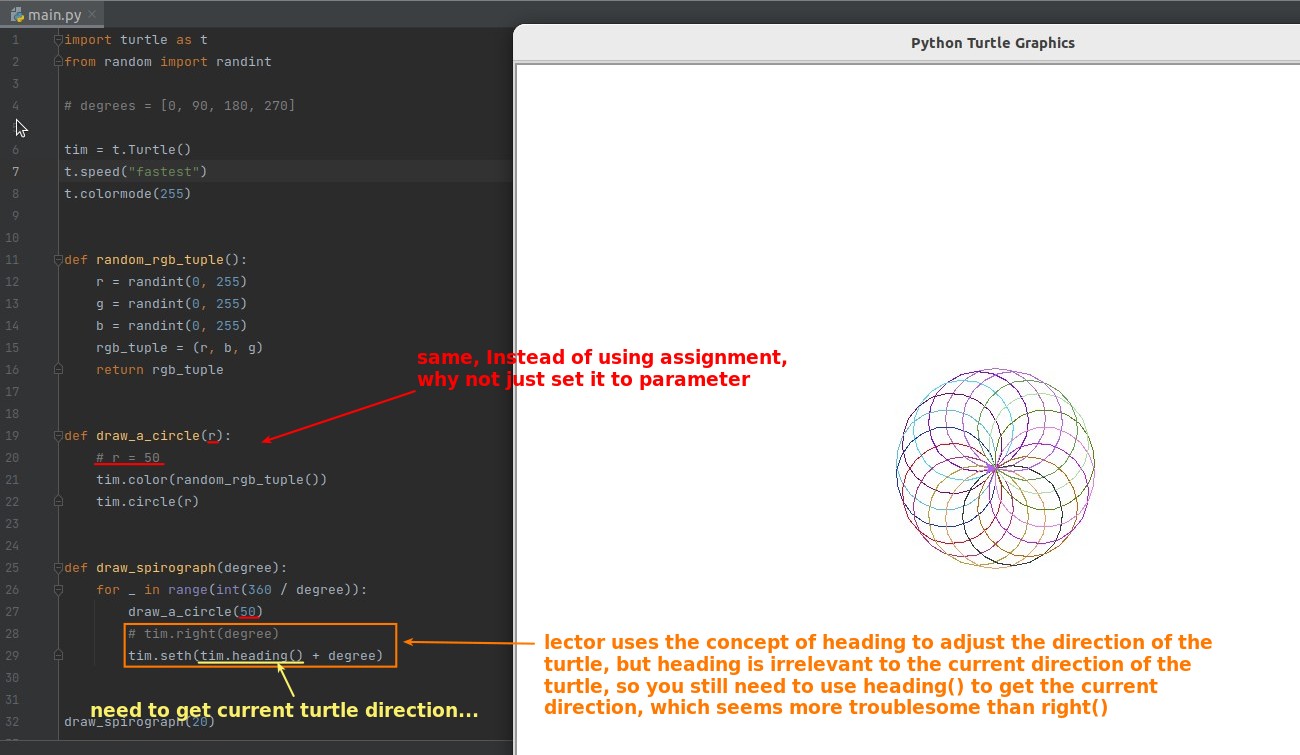 main.py
Python Turtle Graphics
1 import turtle as t
2 from random import randint
3
4 # degrees = [0, 90, 180, 270]
6 tim = t.Turtle()
7 t.speed("fastest")
8 t.colormode(255)
9
10
11 def random_rgb_tuple():
12 r = randint(0, 255)
13 g = randint(0, 255)
14 b = randint(0, 255)
15 rgb_tuple = (r, b, g)
16 return rgb_tuple
17
18
same, Instead of using assignment,
why not just set it to parameter
19 def draw_a_circle(r):
20 # r = 50
21 tim.color(random_rgb_tuple())
22 tim.circle(r)
23
24
25 def draw_spirograph(degree):
26 for _ in range(int(360 / degree)):
27 draw_a_circle(50)
28 # tim.right(degree)
29 tim.seth(tim.heading() + degree)
30
31
32 draw_spirograph(20)
need to get current turtle direction...
lector uses the concept of heading to adjust the direction of the
turtle, but heading is irrelevant to the current direction of the
turtle, so you still need to use heading() to get the current
direction, which seems more troublesome than right()